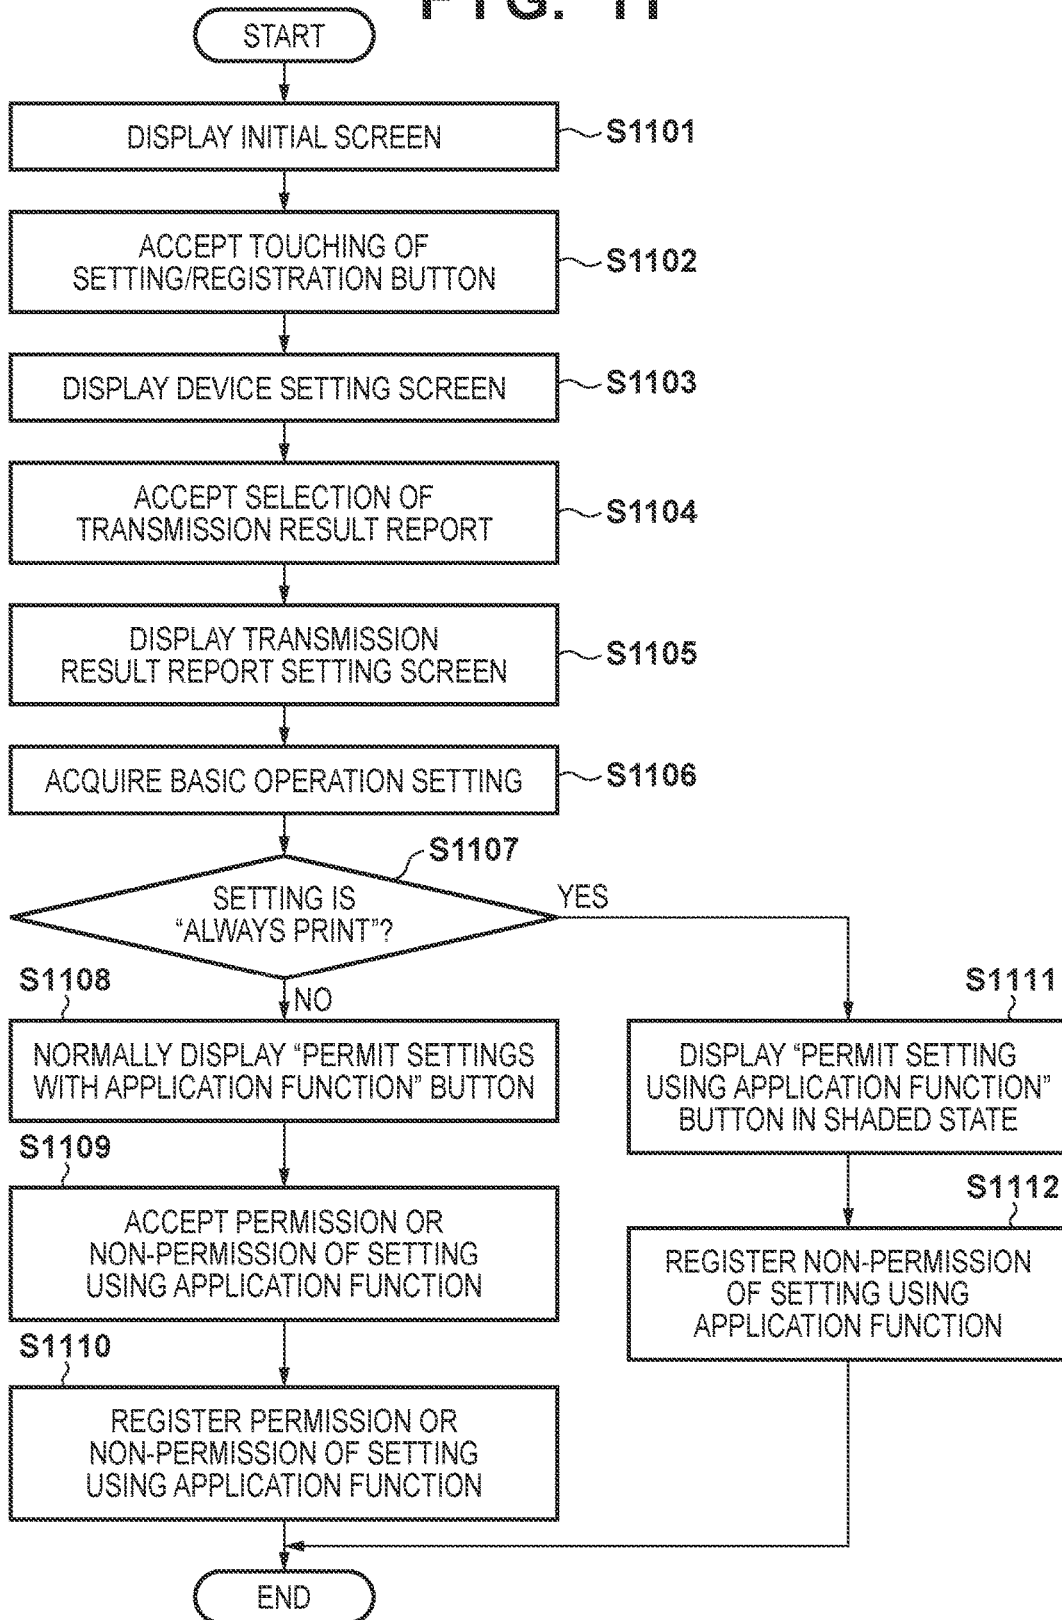 FIG. 11
START
DISPLAY INITIAL SCREEN
S1101
ACCEPT TOUCHING OF
SETTING/REGISTRATION BUTTON
S1102
DISPLAY DEVICE SETTING SCREEN
S1103
ACCEPT SELECTION OF
TRANSMISSION RESULT REPORT
S1104
DISPLAY TRANSMISSION
RESULT REPORT SETTING SCREEN
S1105
ACQUIRE BASIC OPERATION SETTING
S1106
S1107
SETTING IS
“ALWAYS PRINT”?
YES
NO
S1108
NORMALLY DISPLAY “PERMIT SETTINGS
WITH APPLICATION FUNCTION” BUTTON
S1109
ACCEPT PERMISSION OR
NON-PERMISSION OF SETTING
USING APPLICATION FUNCTION
S1110
REGISTER PERMISSION OR
NON-PERMISSION OF SETTING
USING APPLICATION FUNCTION
S1111
DISPLAY “PERMIT SETTING
USING APPLICATION FUNCTION”
BUTTON IN SHADED STATE
S1112
REGISTER NON-PERMISSION
OF SETTING USING
APPLICATION FUNCTION
END